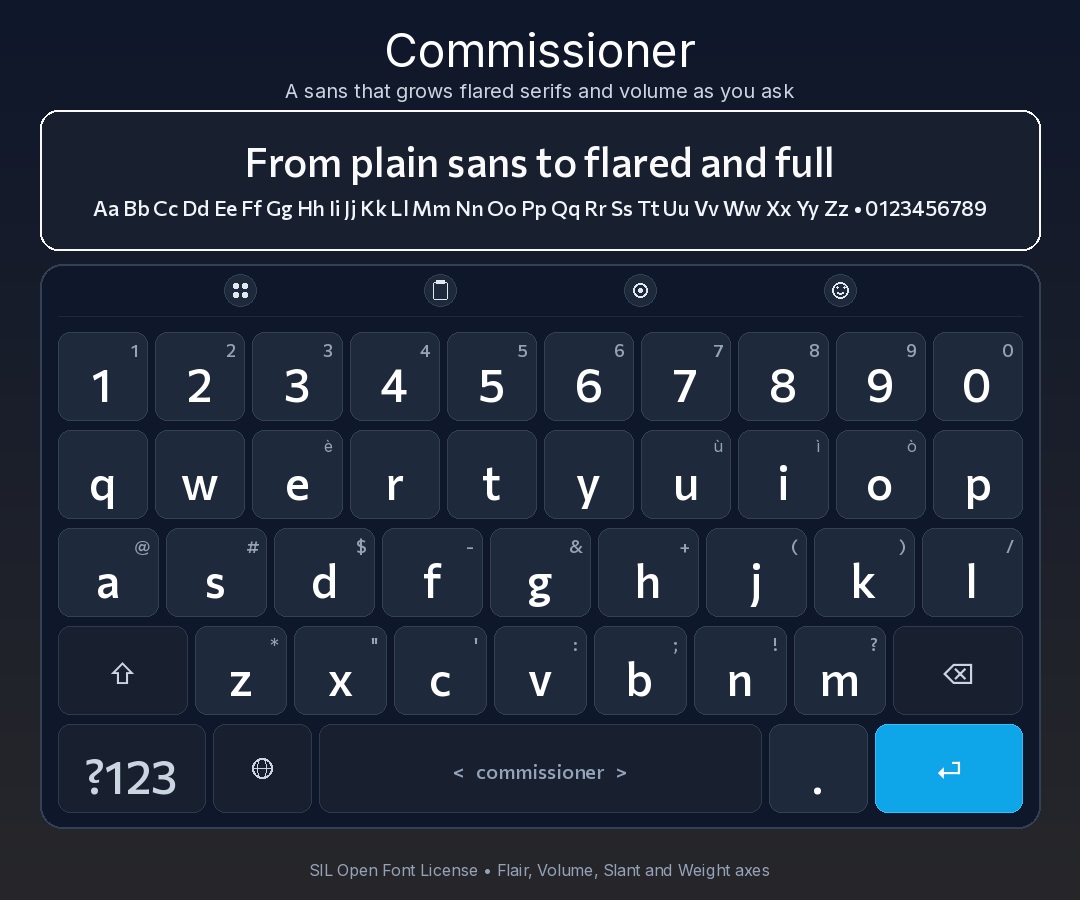 Commissioner
A sans that grows flared serifs and volume as you ask
From plain sans to flared and full
Aa Bb Cc Dd Ee Ff Gg Hh Ii Jj Kk Ll Mm Nn Oo Pp Qq Rr Ss Tt Uu Vv Ww Xx Yy Zz • 0123456789
1 2 3 4 5 6 7 8 9 0
1 2 3 4 5 6 7 8 9 0
è ù ì ò
q w e r t y u i o p
@ # $ - & + ( ) /
a s d f g h j k l
* " ' : ; ! ?
z x c v b n m
?123 < commissioner > .
SIL Open Font License • Flair, Volume, Slant and Weight axes